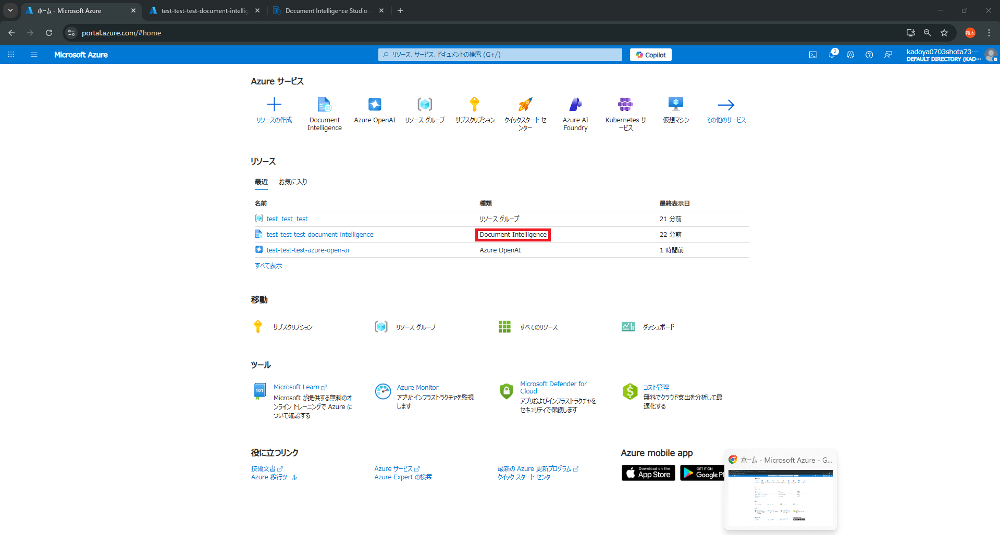 ホーム - Microsoft Azure
test-test-test-document-intellig
Document Intelligence Studio -
portal.azure.com/#home
翔太
Microsoft Azure
リソース、サービス、ドキュメントの検索 (G+/)
Copilot
2
kadoya0703shota73…
DEFAULT DIRECTORY (KAD…
Azure サービス
リソースの作成
Document Intelligence
Azure OpenAI
リソース グループ
サブスクリプション
クイックスタート センター
Azure AI Foundry
Kubernetes サービス
仮想マシン
その他のサービス
リソース
最近
お気に入り
名前 種類 最終表示日
test_test_test リソース グループ 21 分前
test-test-test-document-intelligence Document Intelligence 22 分前
test-test-test-azure-open-ai Azure OpenAI 1 時間前
すべて表示
移動
サブスクリプション
リソース グループ
すべてのリソース
ダッシュボード
ツール
101
Microsoft Learn
Microsoft が提供する無料のオ
ンライン トレーニングで Azure に
ついて確認する
Azure Monitor
アプリとインフラストラクチャを監視
します
Microsoft Defender for
Cloud
アプリおよびインフラストラクチャを
セキュリティで保護します
$
コスト管理
無料でクラウド支出を分析して最
適化する
役に立つリンク
技術文書
Azure 移行ツール
Azure サービス
Azure Expert の検索
最新の Azure 更新プログラム
クイック スタート センター
Azure mobile app
Download on the
App Store
GET IT ON
Google Pl
ホーム - Microsoft Azure - G...